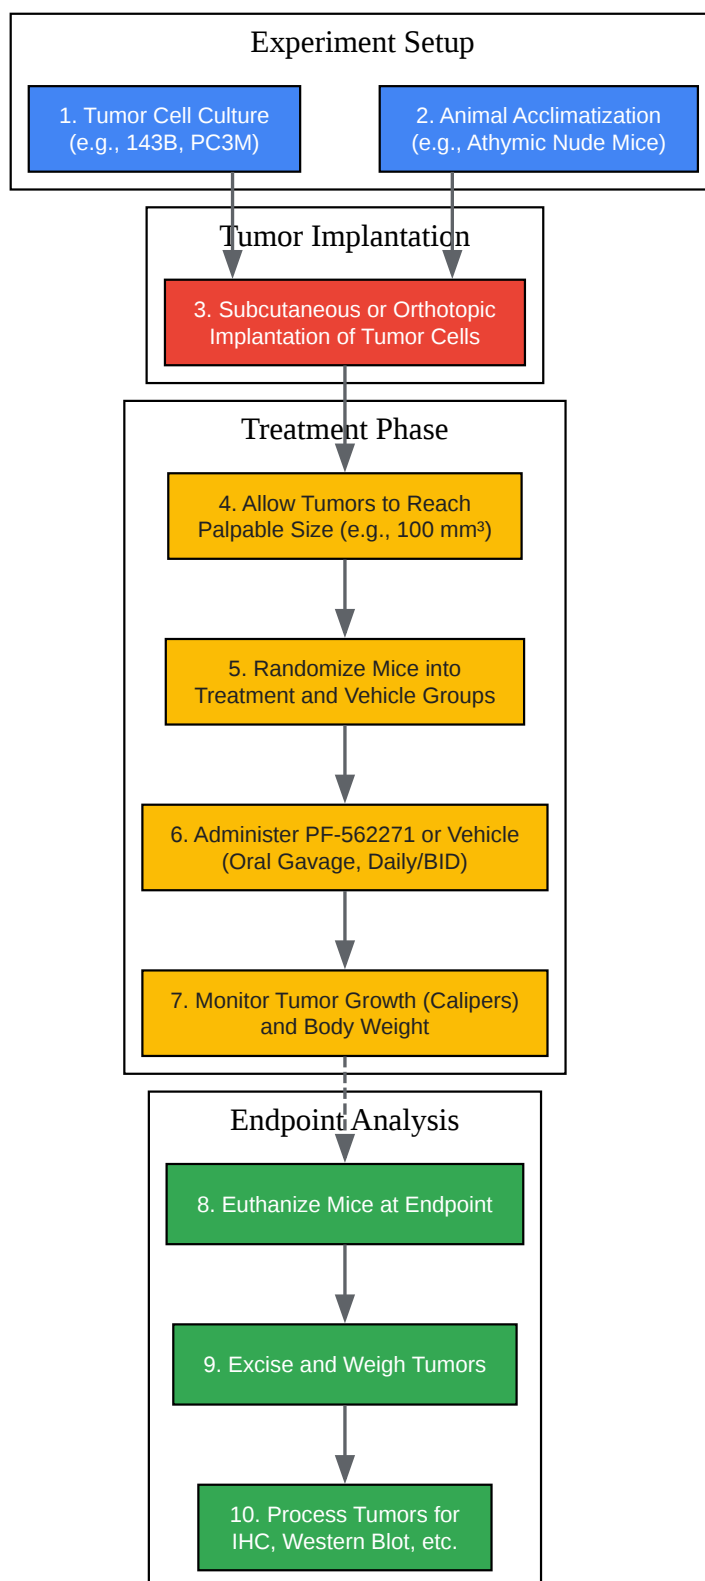 Experiment Setup
1. Tumor Cell Culture
(e.g., 143B, PC3M)
2. Animal Acclimatization
(e.g., Athymic Nude Mice)
Tumor Implantation
3. Subcutaneous or Orthotopic
Implantation of Tumor Cells
Treatment Phase
4. Allow Tumors to Reach
Palpable Size (e.g., 100 mm³)
5. Randomize Mice into
Treatment and Vehicle Groups
6. Administer PF-562271 or Vehicle
(Oral Gavage, Daily/BID)
7. Monitor Tumor Growth (Calipers)
and Body Weight
Endpoint Analysis
8. Euthanize Mice at Endpoint
9. Excise and Weigh Tumors
10. Process Tumors for
IHC, Western Blot, etc.